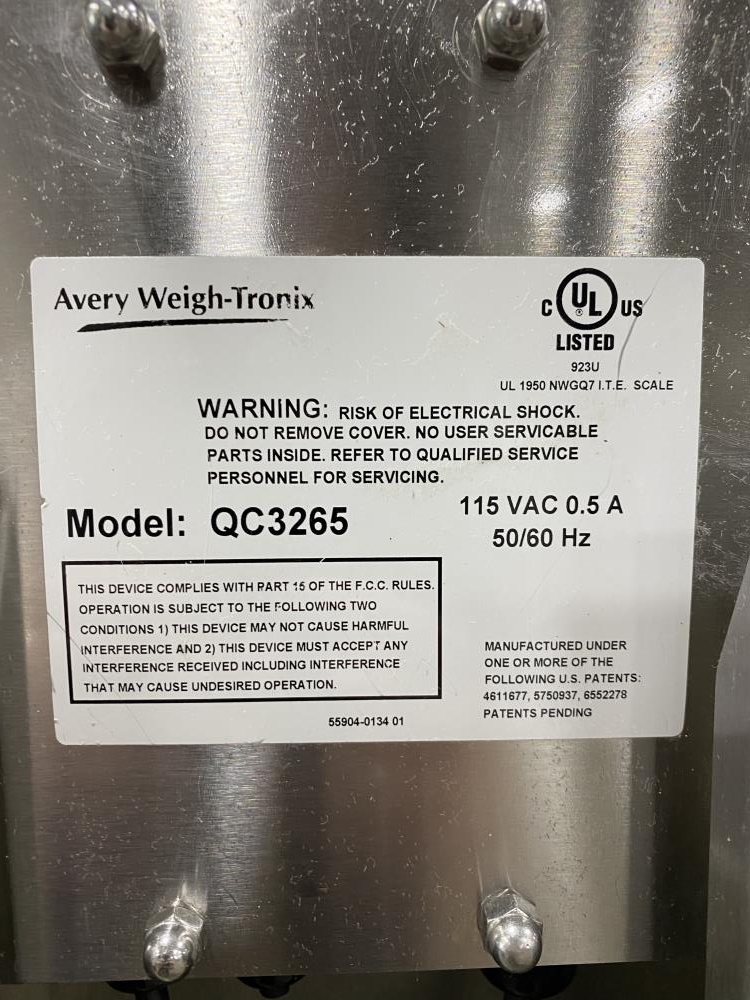 Avery Weigh-Tronix
C UL US
®
LISTED
923U
UL 1950 NWGQ7 I.T.E. SCALE
WARNING: RISK OF ELECTRICAL SHOCK.
DO NOT REMOVE COVER. NO USER SERVICABLE
PARTS INSIDE. REFER TO QUALIFIED SERVICE
PERSONNEL FOR SERVICING.
Model: QC3265
115 VAC 0.5 A
50/60 Hz
THIS DEVICE COMPLIES WITH PART 15 OF THE F.C.C. RULES.
OPERATION IS SUBJECT TO THE FOLLOWING TWO
CONDITIONS 1) THIS DEVICE MAY NOT CAUSE HARMFUL
INTERFERENCE AND 2) THIS DEVICE MUST ACCEPT ANY
INTERFERENCE RECEIVED INCLUDING INTERFERENCE
THAT MAY CAUSE UNDESIRED OPERATION.
MANUFACTURED UNDER
ONE OR MORE OF THE
FOLLOWING U.S. PATENTS:
4611677, 5750937, 6552278
PATENTS PENDING
55904-0134 01